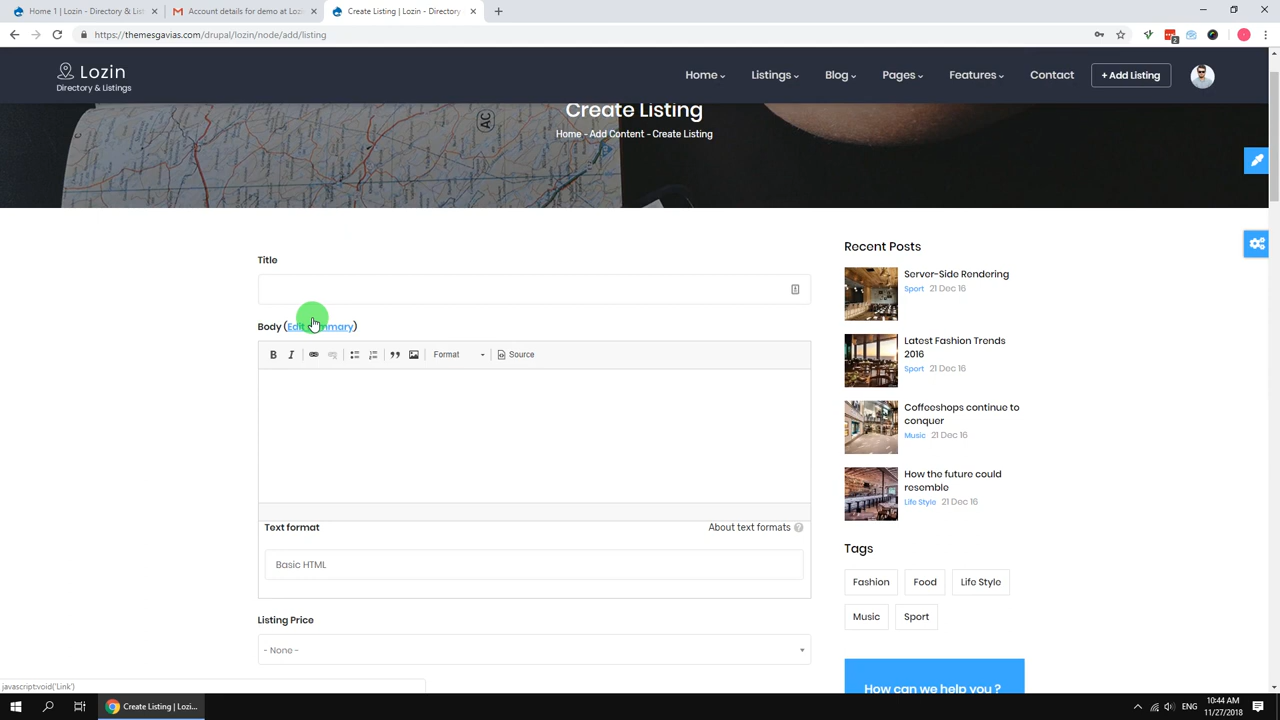 Home 1 | Lozin - Directory & Lis
Account details for demo at Loz
Create Listing | Lozin - Directory
https://themesgavias.com/drupal/lozin/node/add/listing
2
Lozin
Directory & Listings
Home
Listings
Blog
Pages
Features
Contact
+ Add Listing
AC
Create Listing
Home - Add Content - Create Listing
Title
Body (Edit summary)
B I
Format
Source
Text format
About text formats ?
Basic HTML
Listing Price
- None -
Recent Posts
Server-Side Rendering
Sport 21 Dec 16
Latest Fashion Trends
2016
Sport 21 Dec 16
Coffeeshops continue to
conquer
Music 21 Dec 16
How the future could
resemble
Life Style 21 Dec 16
Tags
Fashion
Food
Life Style
Music
Sport
How can we help you ?
javascript:void('Link')
Create Listing | Lozi...
ENG
10:44 AM
11/27/2018